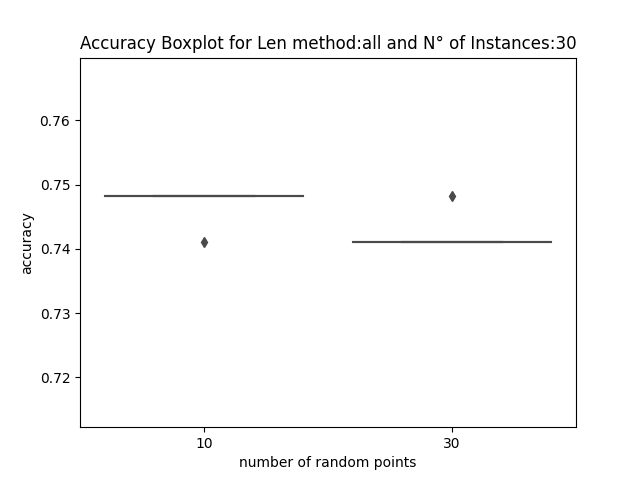 Accuracy Boxplot for Len method:all and N° of Instances:30
0.76
0.75
0.74
0.73
0.72
accuracy
10
30
number of random points